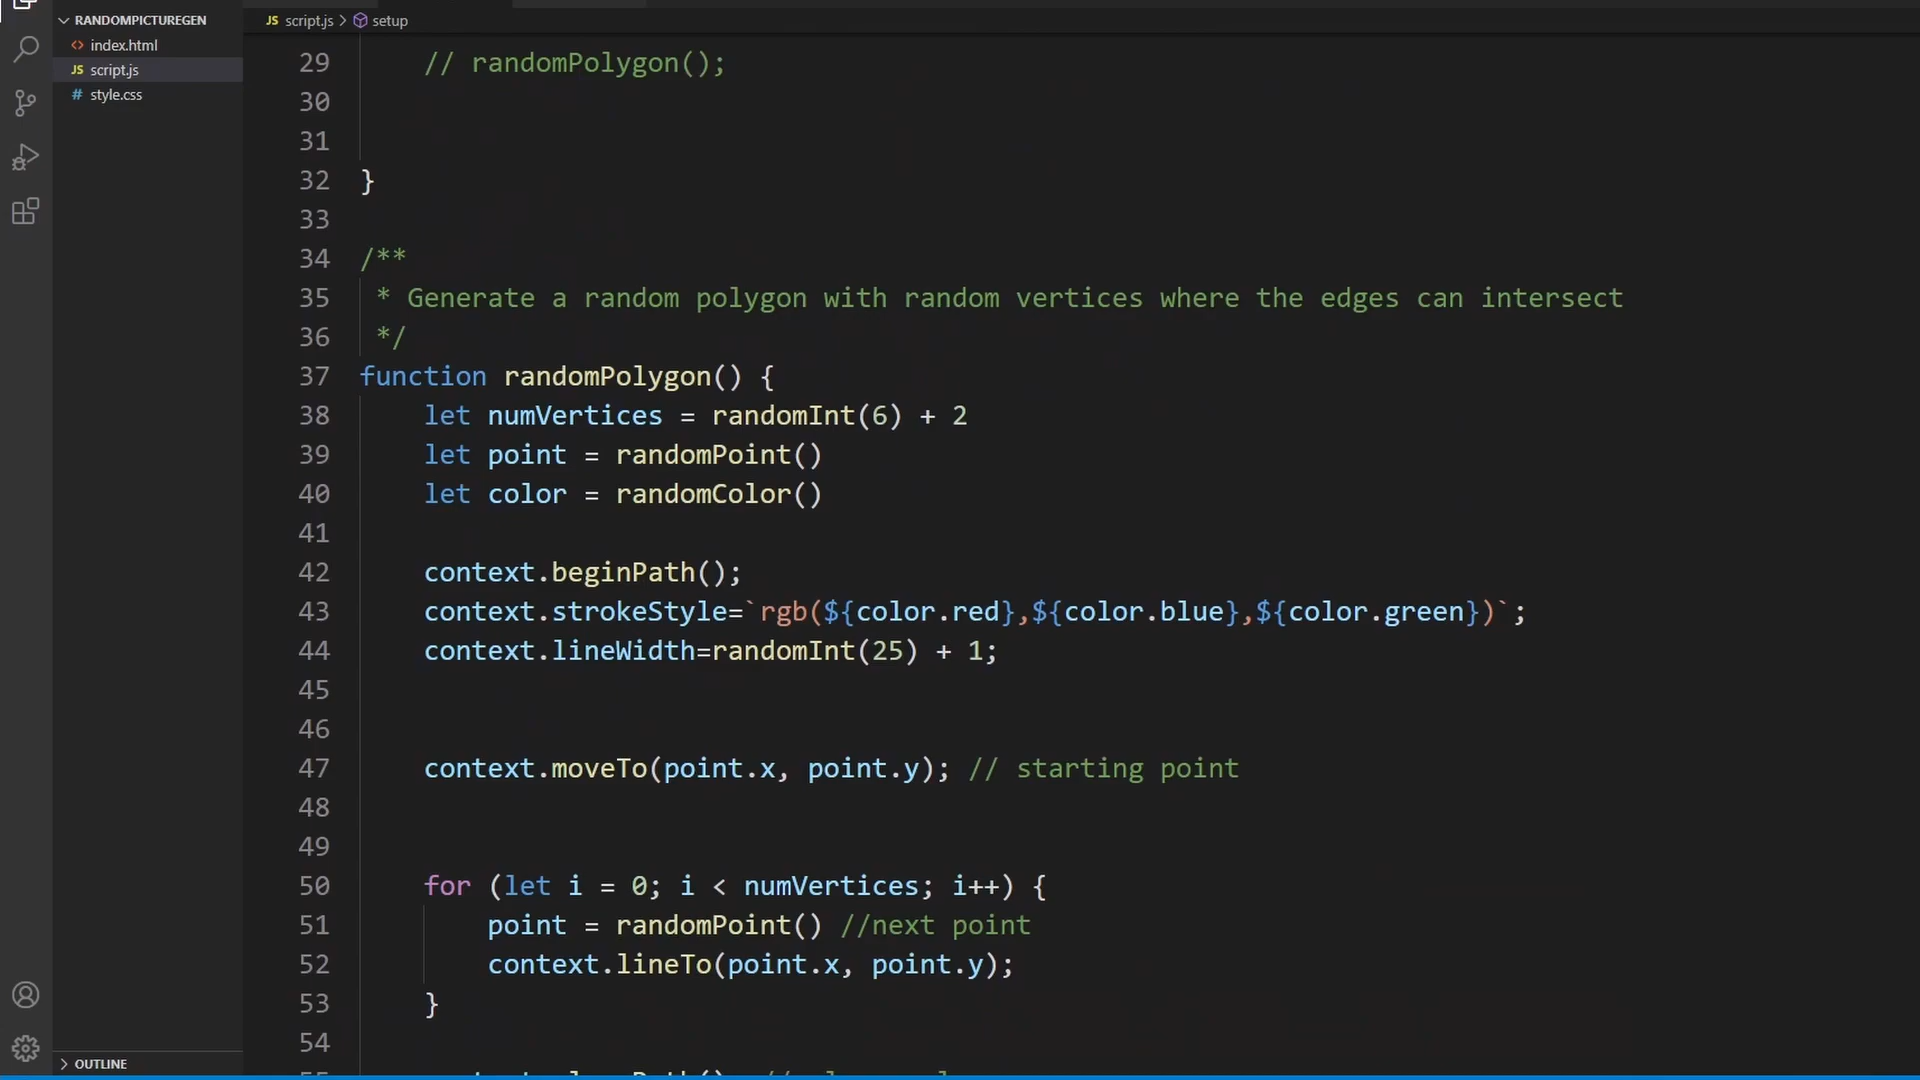 RANDOMPICTUREGEN
<> index.html
JS script.js
# style.css
OUTLINE
JS script.js > setup
29 // randomPolygon();
30
31
32 }
33
34 /**
35 * Generate a random polygon with random vertices where the edges can intersect
36 */
37 function randomPolygon() {
38 let numVertices = randomInt(6) + 2
39 let point = randomPoint()
40 let color = randomColor()
41
42 context.beginPath();
43 context.strokeStyle=`rgb(${color.red},${color.blue},${color.green})`;
44 context.lineWidth=randomInt(25) + 1;
45
46
47 context.moveTo(point.x, point.y); // starting point
48
49
50 for (let i = 0; i < numVertices; i++) {
51 point = randomPoint() //next point
52 context.lineTo(point.x, point.y);
53 }
54